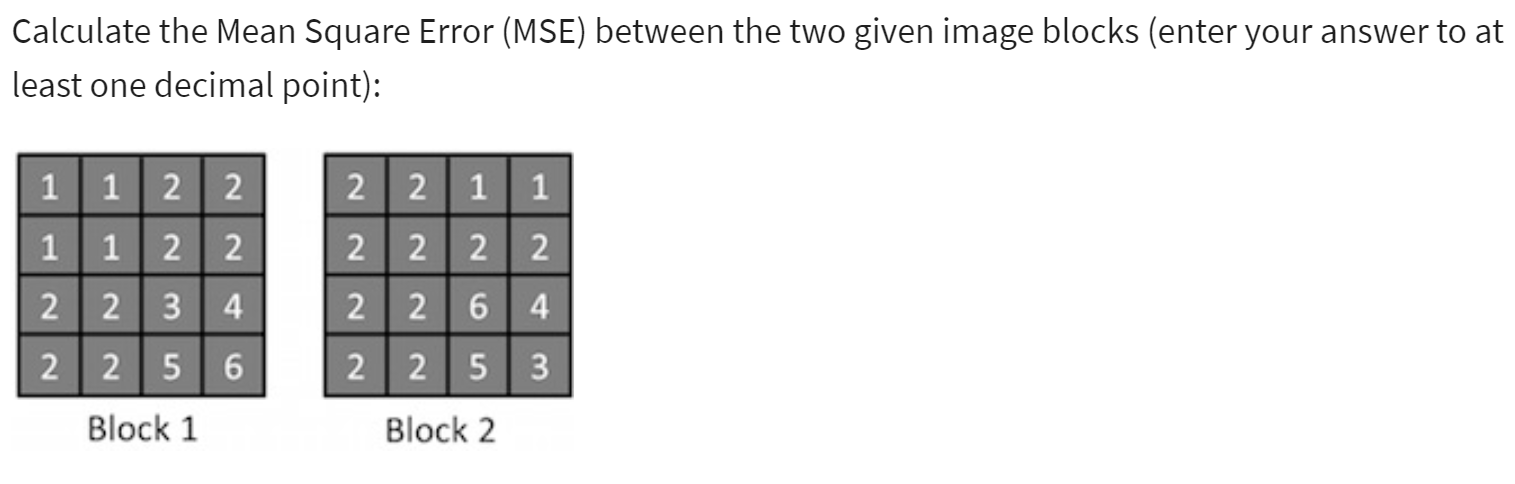 Calculate the Mean Square Error (MSE) between the two given image blocks (enter your answer to at
least one decimal point):
1 1 2 2 2 2 1 1
1 1 2 2 2 2 2 2
2 2 3 4 2 2 6 4
2 2 5 6 2 2 5 3
Block 1 Block 2